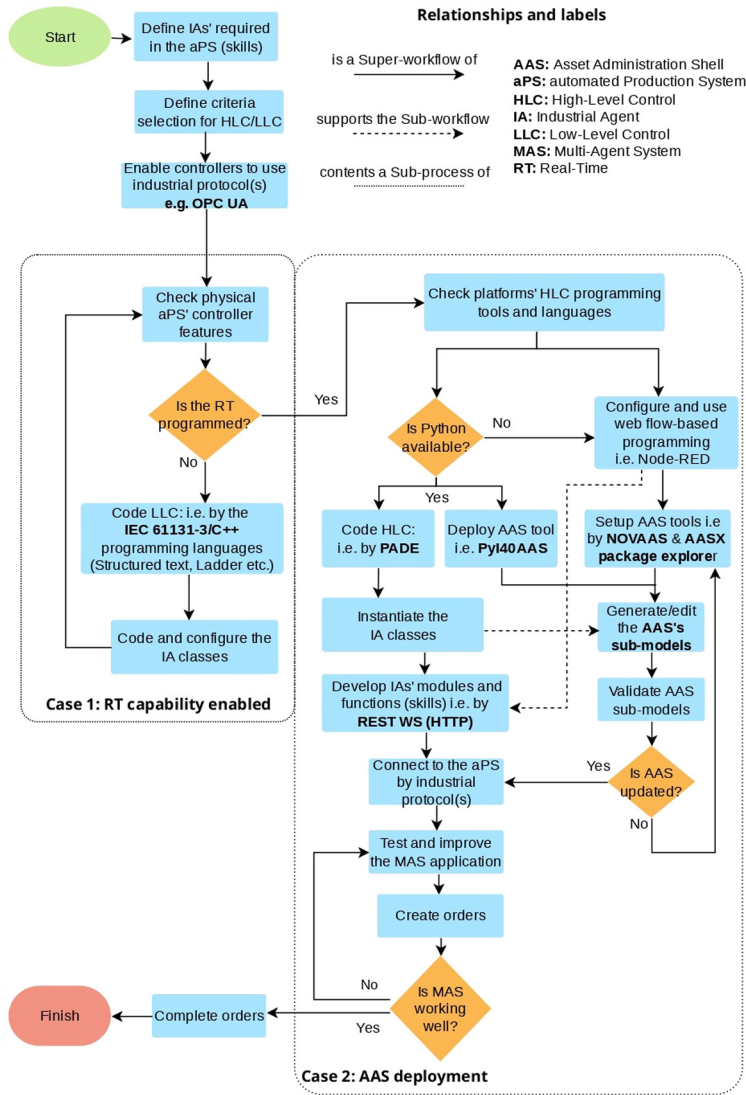 Relationships and labels
Start
Define IAs' required
in the aPS (skills)
is a Super-workflow of
supports the Sub-workflow
contents a Sub-process of
AAS: Asset Administration Shell
aPS: automated Production System
HLC: High-Level Control
IA: Industrial Agent
LLC: Low-Level Control
MAS: Multi-Agent System
RT: Real-Time
Define criteria
selection for HLC/LLC
Enable controllers to use
industrial protocol(s)
e.g. OPC UA
Check physical
aPS' controller
features
Is the RT
programmed?
Yes
No
Code LLC: i.e. by the
IEC 61131-3/C++
programming languages
(Structured text, Ladder etc.)
Code and configure the
IA classes
Case 1: RT capability enabled
Check platforms' HLC programming
tools and languages
Is Python
available?
No
Yes
Configure and use
web flow-based
programming
i.e. Node-RED
Code HLC:
i.e. by PADE
Deploy AAS tool
i.e. PyI40AAS
Setup AAS tools i.e
by NOVAAS & AASX
package explorer
Instantiate the
IA classes
Generate/edit
the AAS's
sub-models
Develop IAs' modules and
functions (skills) i.e. by
REST WS (HTTP)
Validate AAS
sub-models
Connect to the aPS
by industrial
protocol(s)
Yes
Is AAS
updated?
No
Test and improve
the MAS application
Create orders
No
Is MAS
working
well?
Yes
Complete orders
Finish
Case 2: AAS deployment